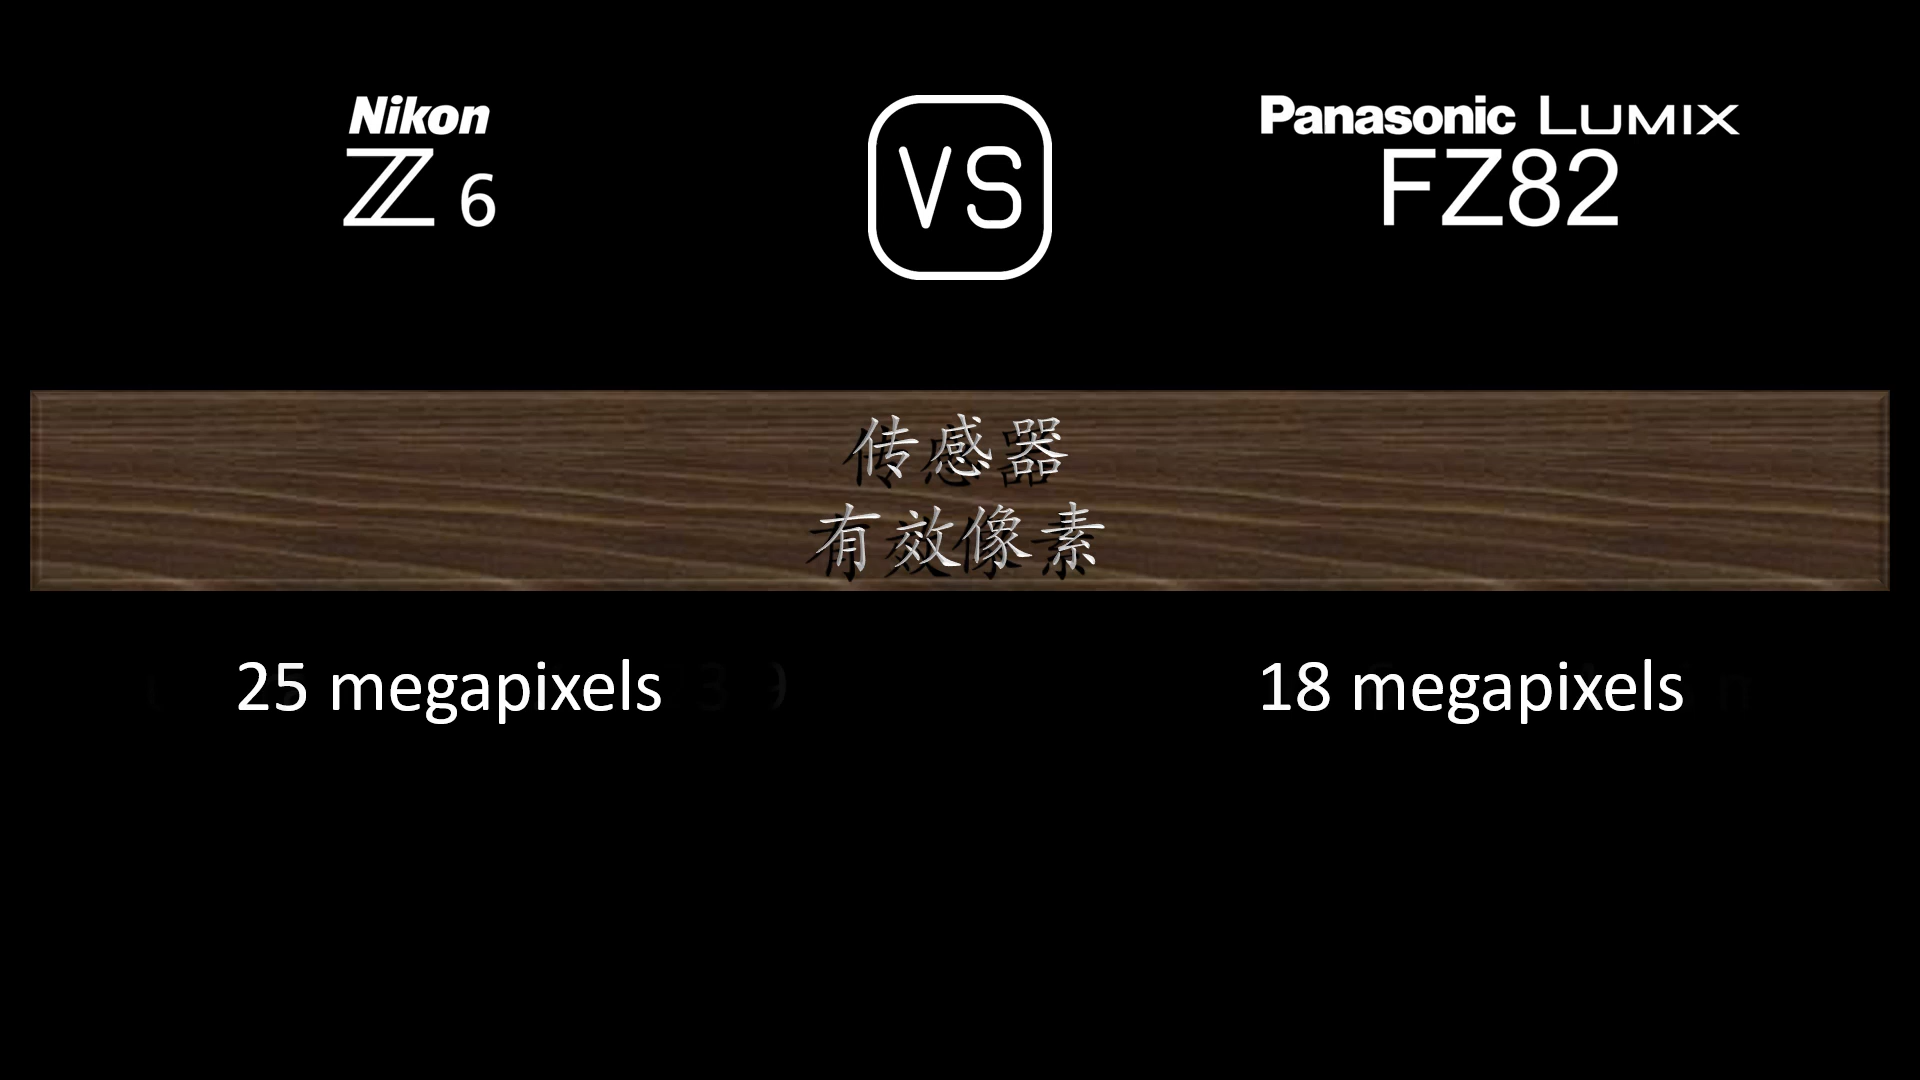 Nikon
Z 6
VS
Panasonic LUMIX
FZ82
传感器
有效像素
25 megapixels
18 megapixels